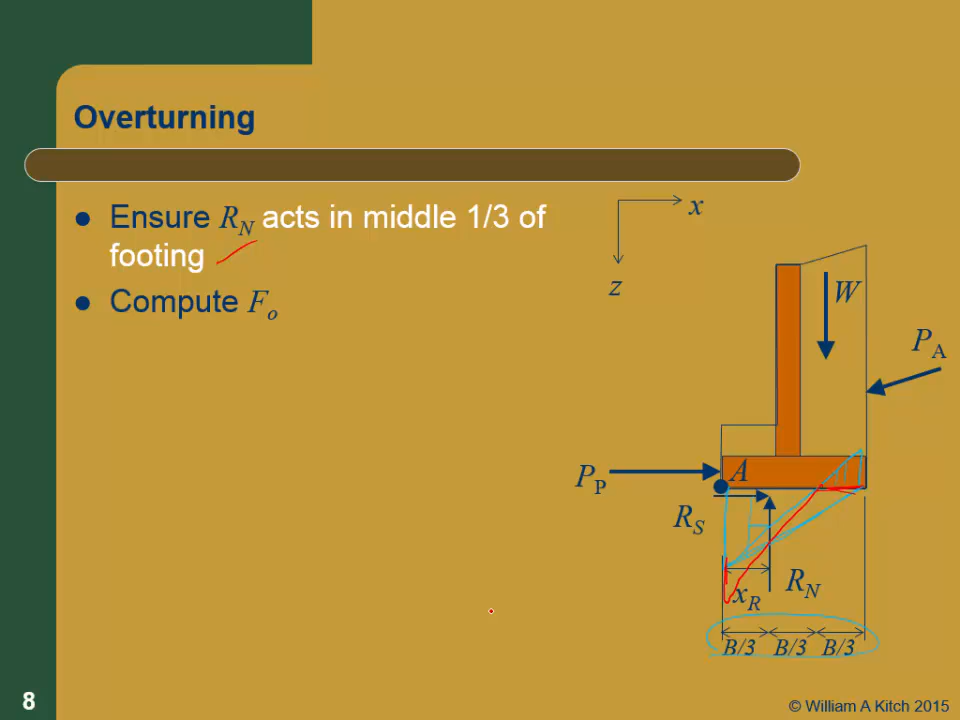 Overturning
Ensure R_N acts in middle 1/3 of
footing
Compute F_o
x
z
W
P_A
A
P_P
R_S
R_N
x_R
B/3 B/3 B/3
8
© William A Kitch 2015